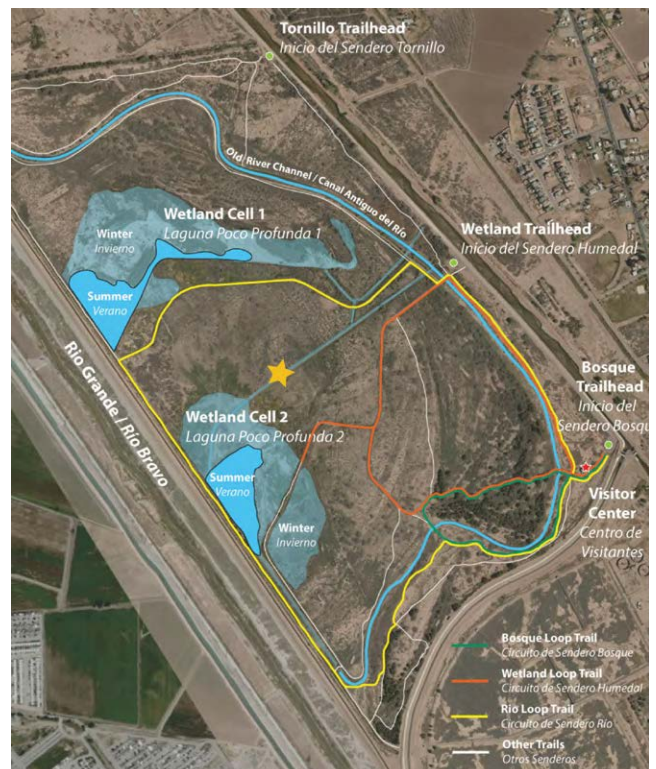 Tornillo Trailhead
Inicio del Sendero Tornillo
Old River Channel / Canal Antiguo del Río
Wetland Cell 1
Laguna Poco Profunda 1
Wetland Trailhead
Inicio del Sendero Humedal
Winter
Invierno
Summer
Verano
Rio Grande / Río Bravo
Bosque
Trailhead
Inicio del
Sendero Bosqu
Wetland Cell 2
Laguna Poco Profunda 2
Summer
Verano
Winter
Invierno
Visitor
Center
Centro de
Visitantes
Bosque Loop Trail
Circuito de Sendero Bosque
Wetland Loop Trail
Circuito de Sendero Humedal
Rio Loop Trail
Circuito de Sendero Río
Other Trails
Otros Senderos